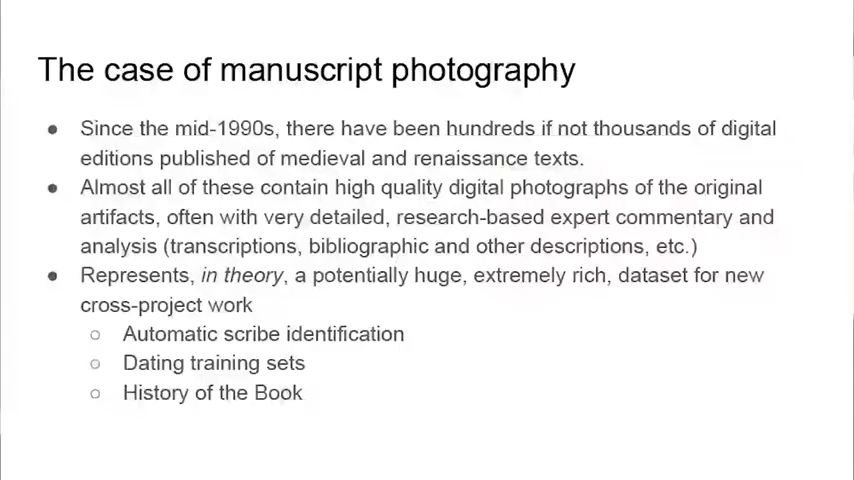 The case of manuscript photography
● Since the mid-1990s, there have been hundreds if not thousands of digital
editions published of medieval and renaissance texts.
● Almost all of these contain high quality digital photographs of the original
artifacts, often with very detailed, research-based expert commentary and
analysis (transcriptions, bibliographic and other descriptions, etc.)
● Represents, in theory, a potentially huge, extremely rich, dataset for new
cross-project work
○ Automatic scribe identification
○ Dating training sets
○ History of the Book